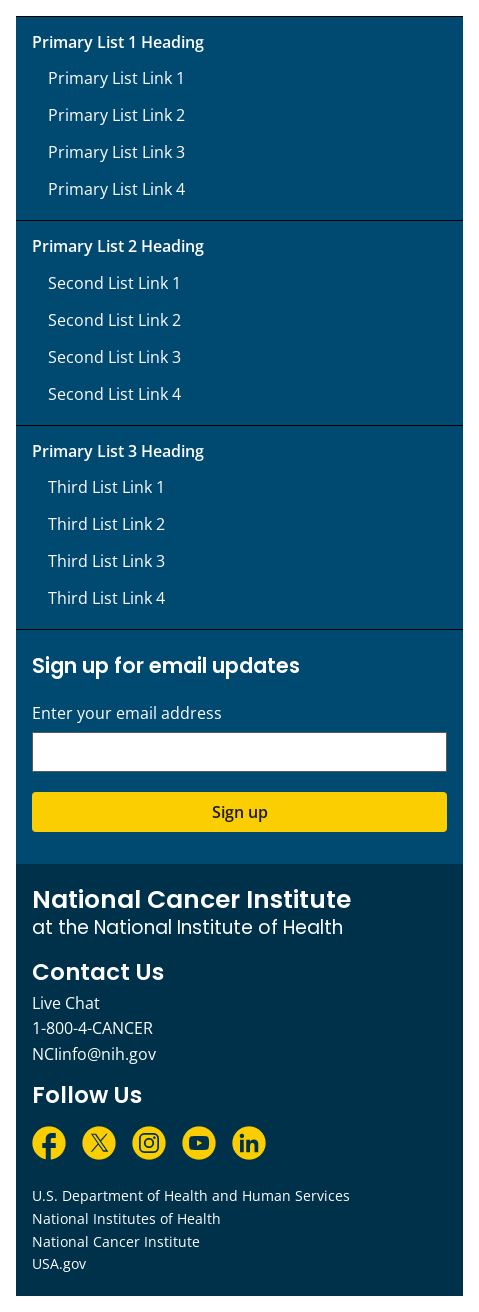 Primary List 1 Heading
Primary List Link 1
Primary List Link 2
Primary List Link 3
Primary List Link 4
Primary List 2 Heading
Second List Link 1
Second List Link 2
Second List Link 3
Second List Link 4
Primary List 3 Heading
Third List Link 1
Third List Link 2
Third List Link 3
Third List Link 4
Sign up for email updates
Enter your email address
Sign up
National Cancer Institute
at the National Institute of Health
Contact Us
Live Chat
1-800-4-CANCER
NCIinfo@nih.gov
Follow Us
U.S. Department of Health and Human Services
National Institutes of Health
National Cancer Institute
USA.gov